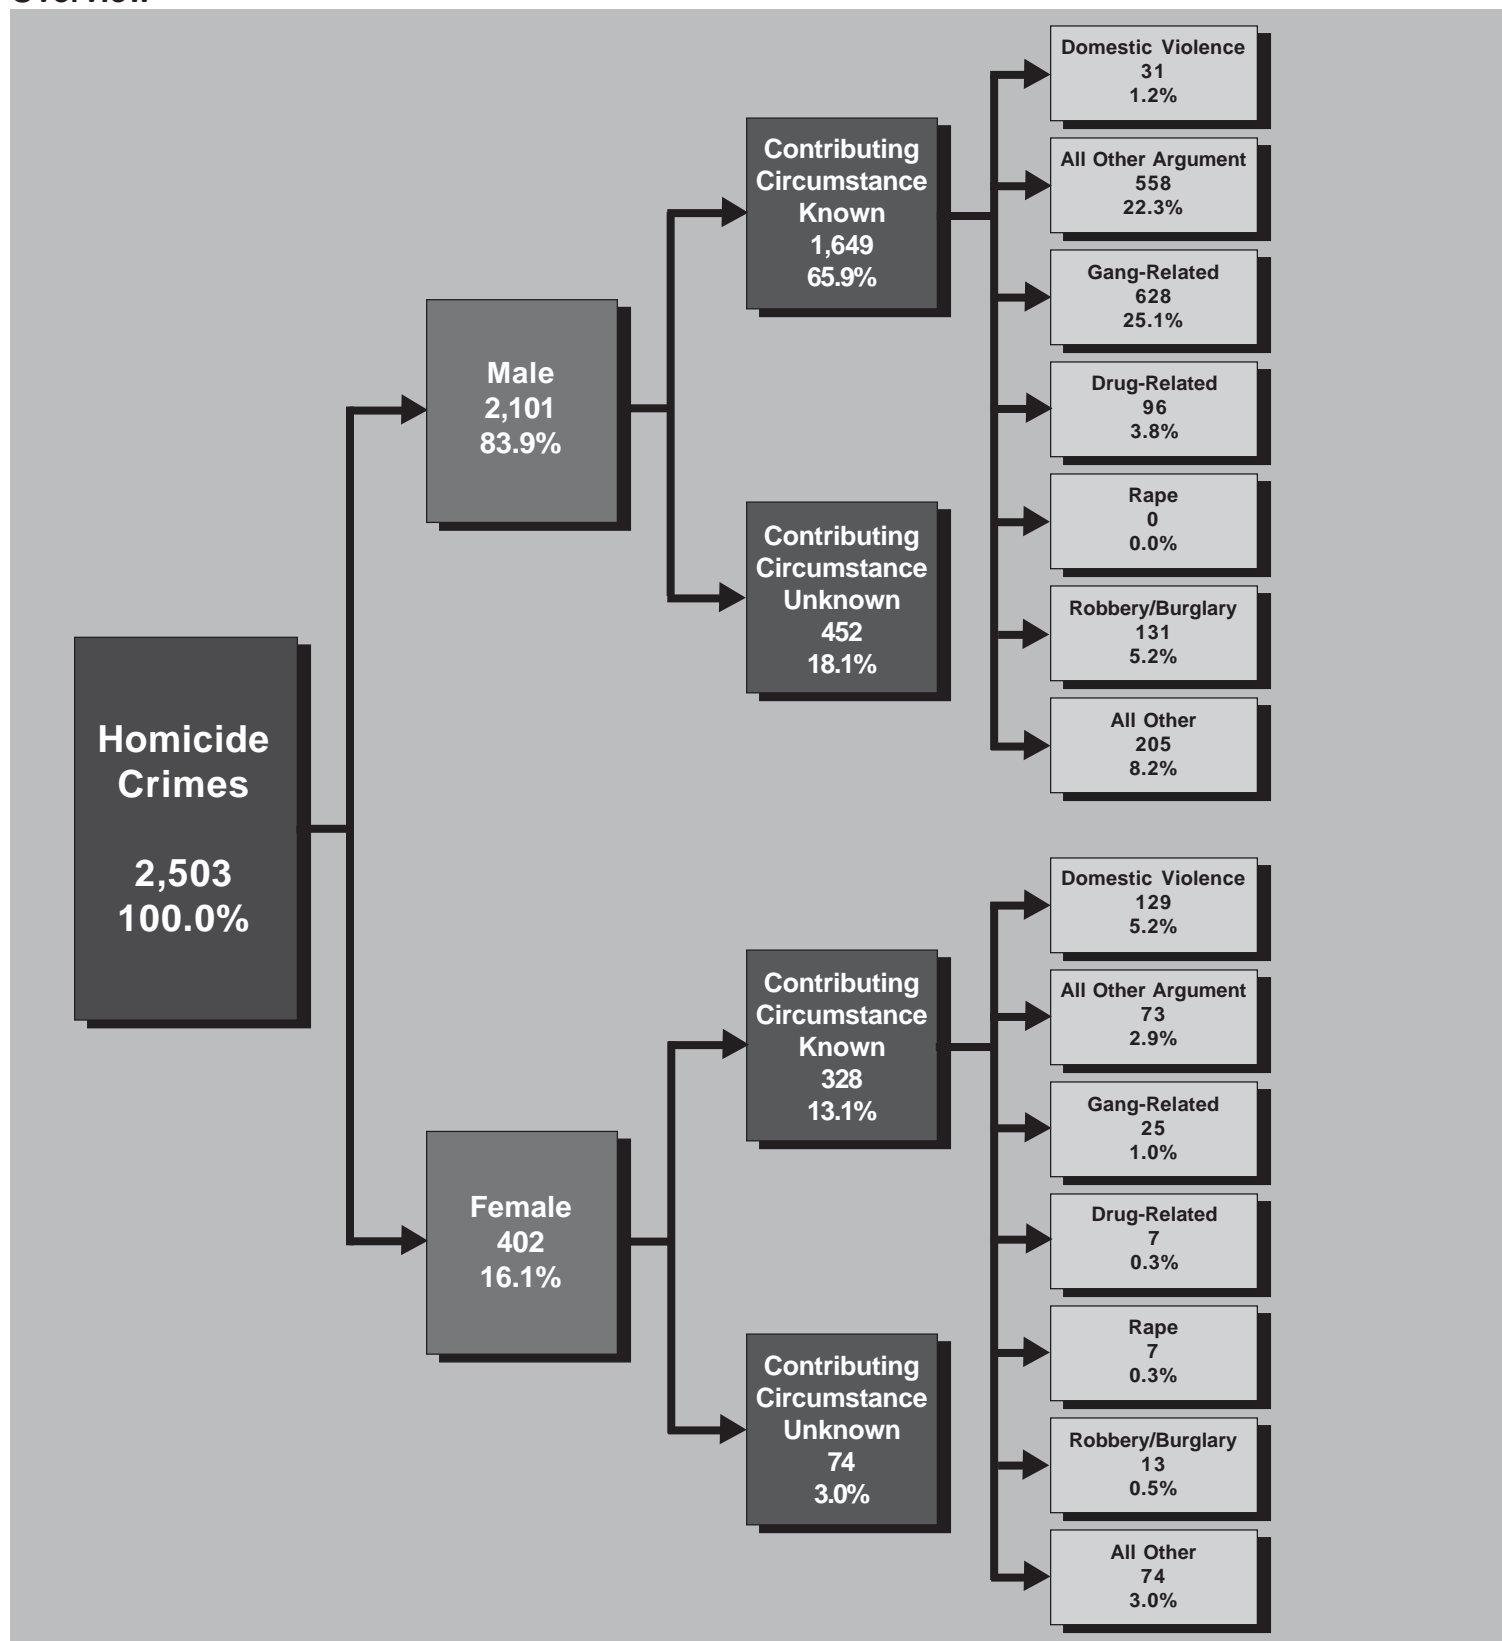 Overview
Homicide
Crimes
2,503
100.0%
Male
2,101
83.9%
Contributing
Circumstance
Known
1,649
65.9%
Domestic Violence
31
1.2%
All Other Argument
558
22.3%
Gang-Related
628
25.1%
Drug-Related
96
3.8%
Rape
0
0.0%
Robbery/Burglary
131
5.2%
All Other
205
8.2%
Contributing
Circumstance
Unknown
452
18.1%
Female
402
16.1%
Contributing
Circumstance
Known
328
13.1%
Domestic Violence
129
5.2%
All Other Argument
73
2.9%
Gang-Related
25
1.0%
Drug-Related
7
0.3%
Rape
7
0.3%
Robbery/Burglary
13
0.5%
All Other
74
3.0%
Contributing
Circumstance
Unknown
74
3.0%